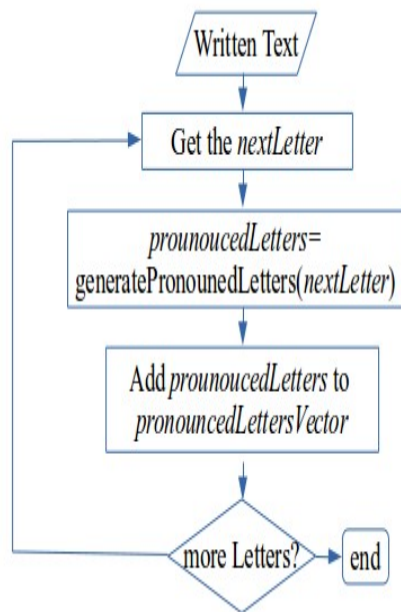 Written Text
Get the nextLetter
prounoucedLetters=
generatePronounedLetters(nextLetter)
Add prounoucedLetters to
pronouncedLettersVector
more Letters?
end